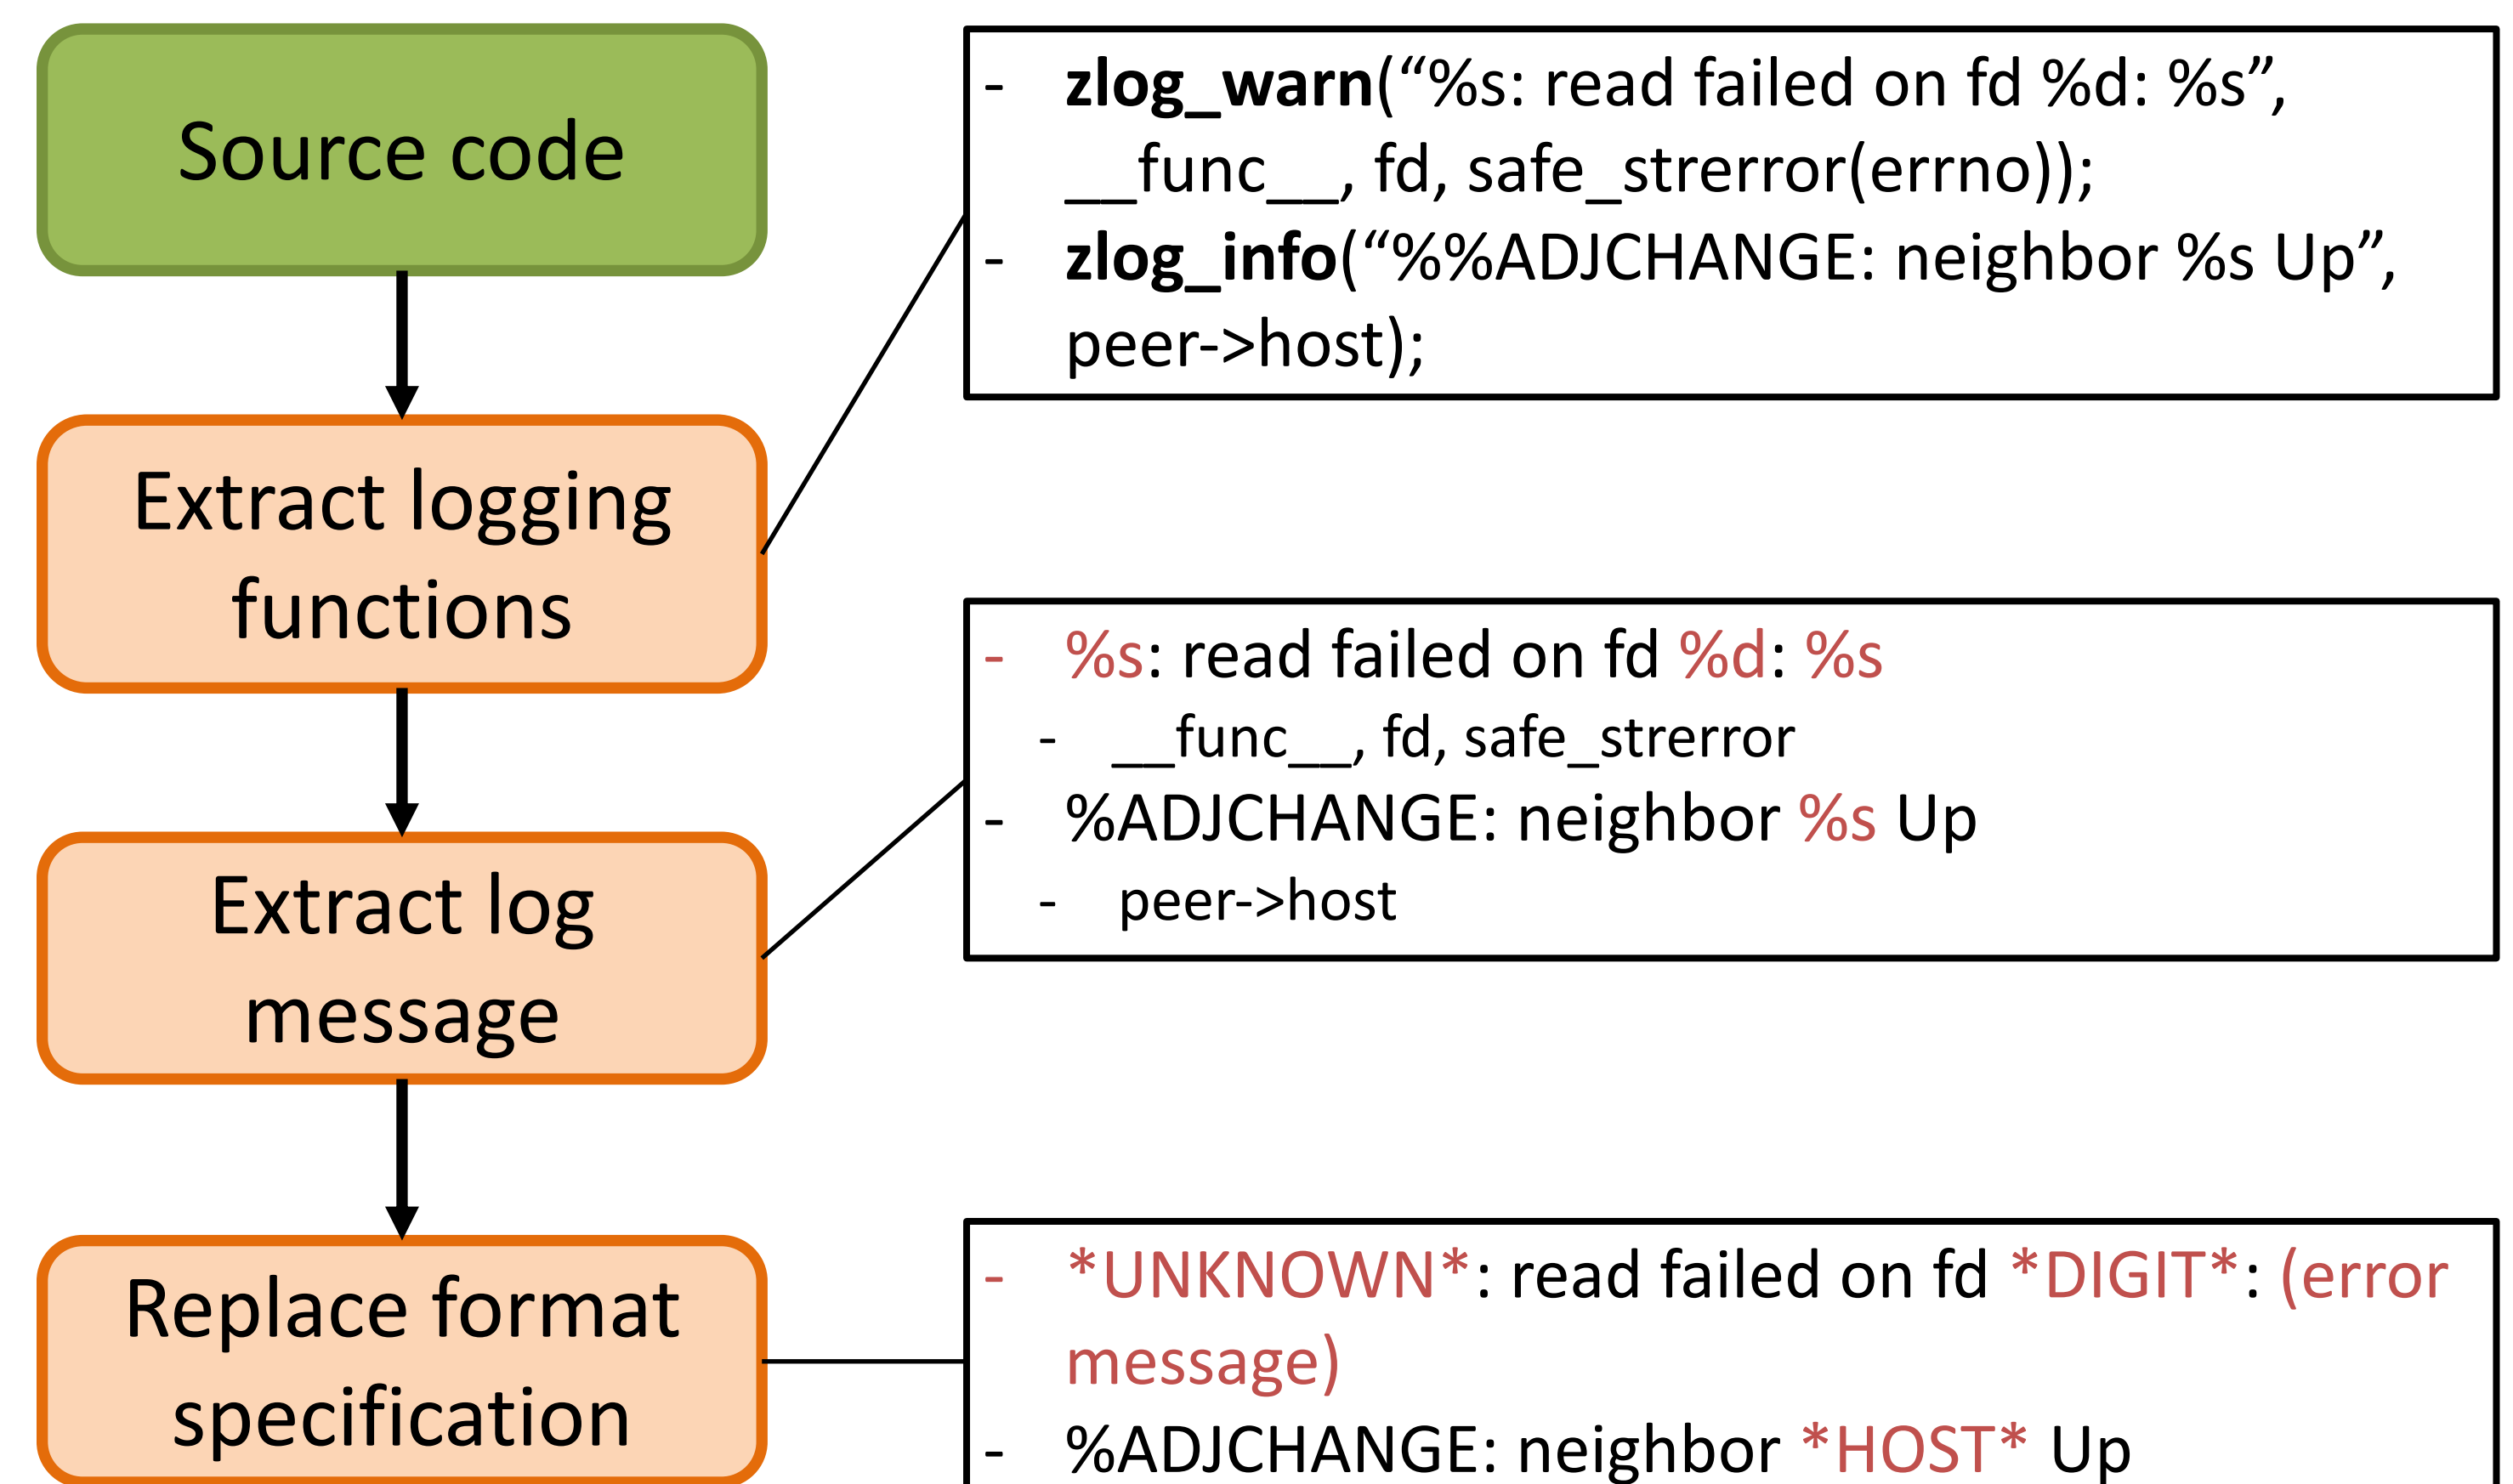 Source code
Extract logging
functions
Extract log
message
Replace format
specification
- zlog_warn(“%s: read failed on fd %d: %s”,
__func__, fd, safe_strerror(errno));
- zlog_info(“%%ADJCHANGE: neighbor %s Up”,
peer->host);
- %s: read failed on fd %d: %s
- __func__, fd, safe_strerror
- %ADJCHANGE: neighbor %s Up
- peer->host
- *UNKNOWN*: read failed on fd *DIGIT*: (error
message)
- %ADJCHANGE: neighbor *HOST* Up